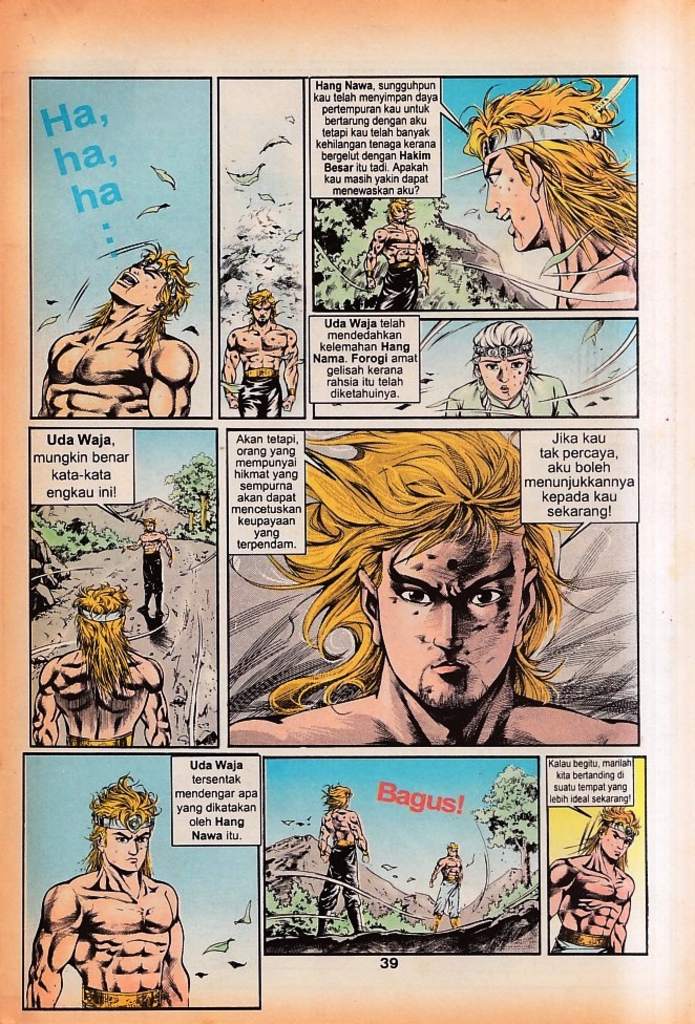 Ha,
ha,
ha
:
Hang Nawa, sungguhpun
kau telah menyimpan daya
pertempuran kau untuk
bertarung dengan aku
tetapi kau telah banyak
kehilangan tenaga kerana
bergelut dengan Hakim
Besar itu tadi. Apakah
kau masih yakin dapat
menewaskan aku?
Uda Waja telah
mendedahkan
kelemahan Hang
Nama. Forogi amat
gelisah kerana
rahsia itu telah
diketahuinya.
Uda Waja,
mungkin benar
kata-kata
engkau ini!
Akan tetapi,
orang yang
mempunyai
hikmat yang
sempurna
akan dapat
mencetuskan
keupayaan
yang
terpendam.
Jika kau
tak percaya,
aku boleh
menunjukkannya
kepada kau
sekarang!
Uda Waja
tersentak
mendengar apa
yang dikatakan
oleh Hang
Nawa itu.
Bagus!
Kalau begitu, marilah
kita bertanding di
suatu tempat yang
lebih ideal sekarang!
39